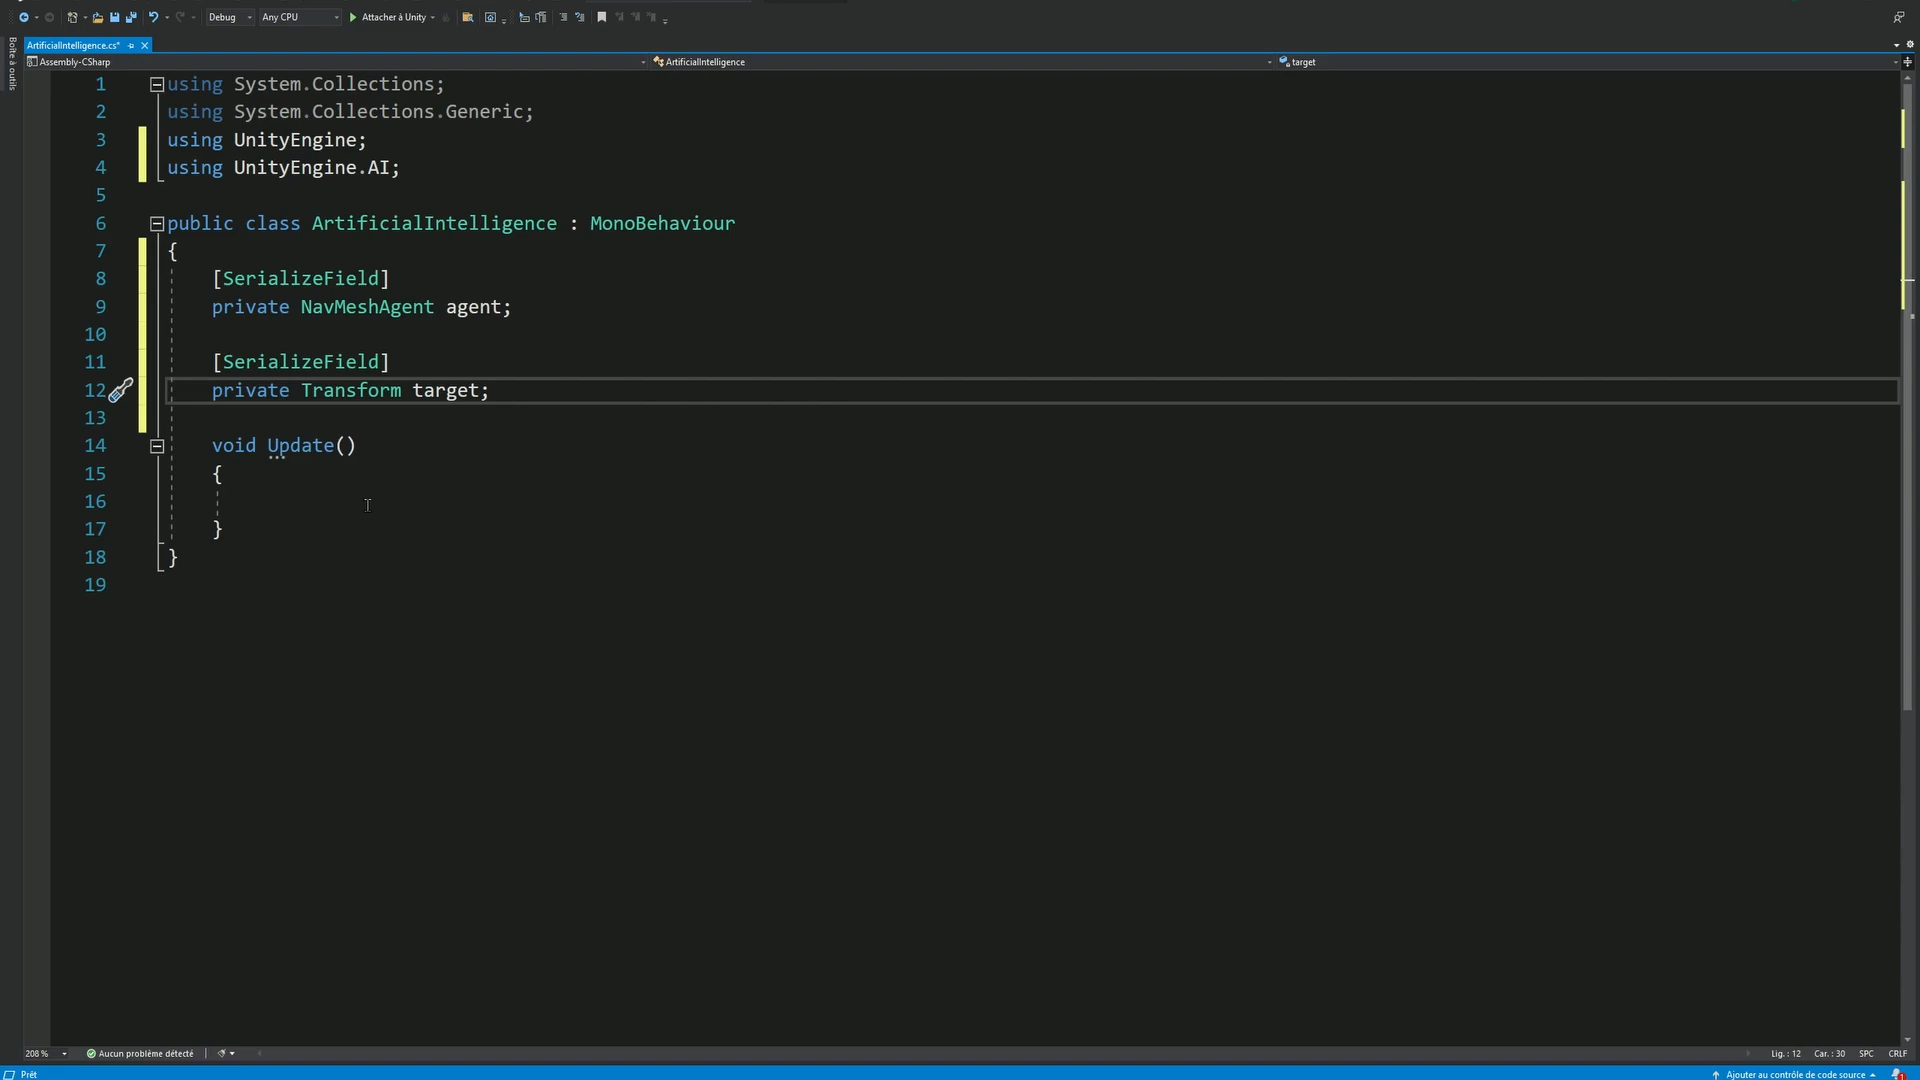 Debug Any CPU Attacher à Unity
ArtificialIntelligence.cs*
Boîte à outils
Assembly-CSharp ArtificialIntelligence target
1 using System.Collections;
2 using System.Collections.Generic;
3 using UnityEngine;
4 using UnityEngine.AI;
5
6 public class ArtificialIntelligence : MonoBehaviour
7 {
8 [SerializeField]
9 private NavMeshAgent agent;
10
11 [SerializeField]
12 private Transform target;
13
14 void Update()
15 {
16
17 }
18 }
19
208 % Aucun problème détecté Lig. : 12 Car. : 30 SPC CRLF
Prêt Ajouter au contrôle de code source 1